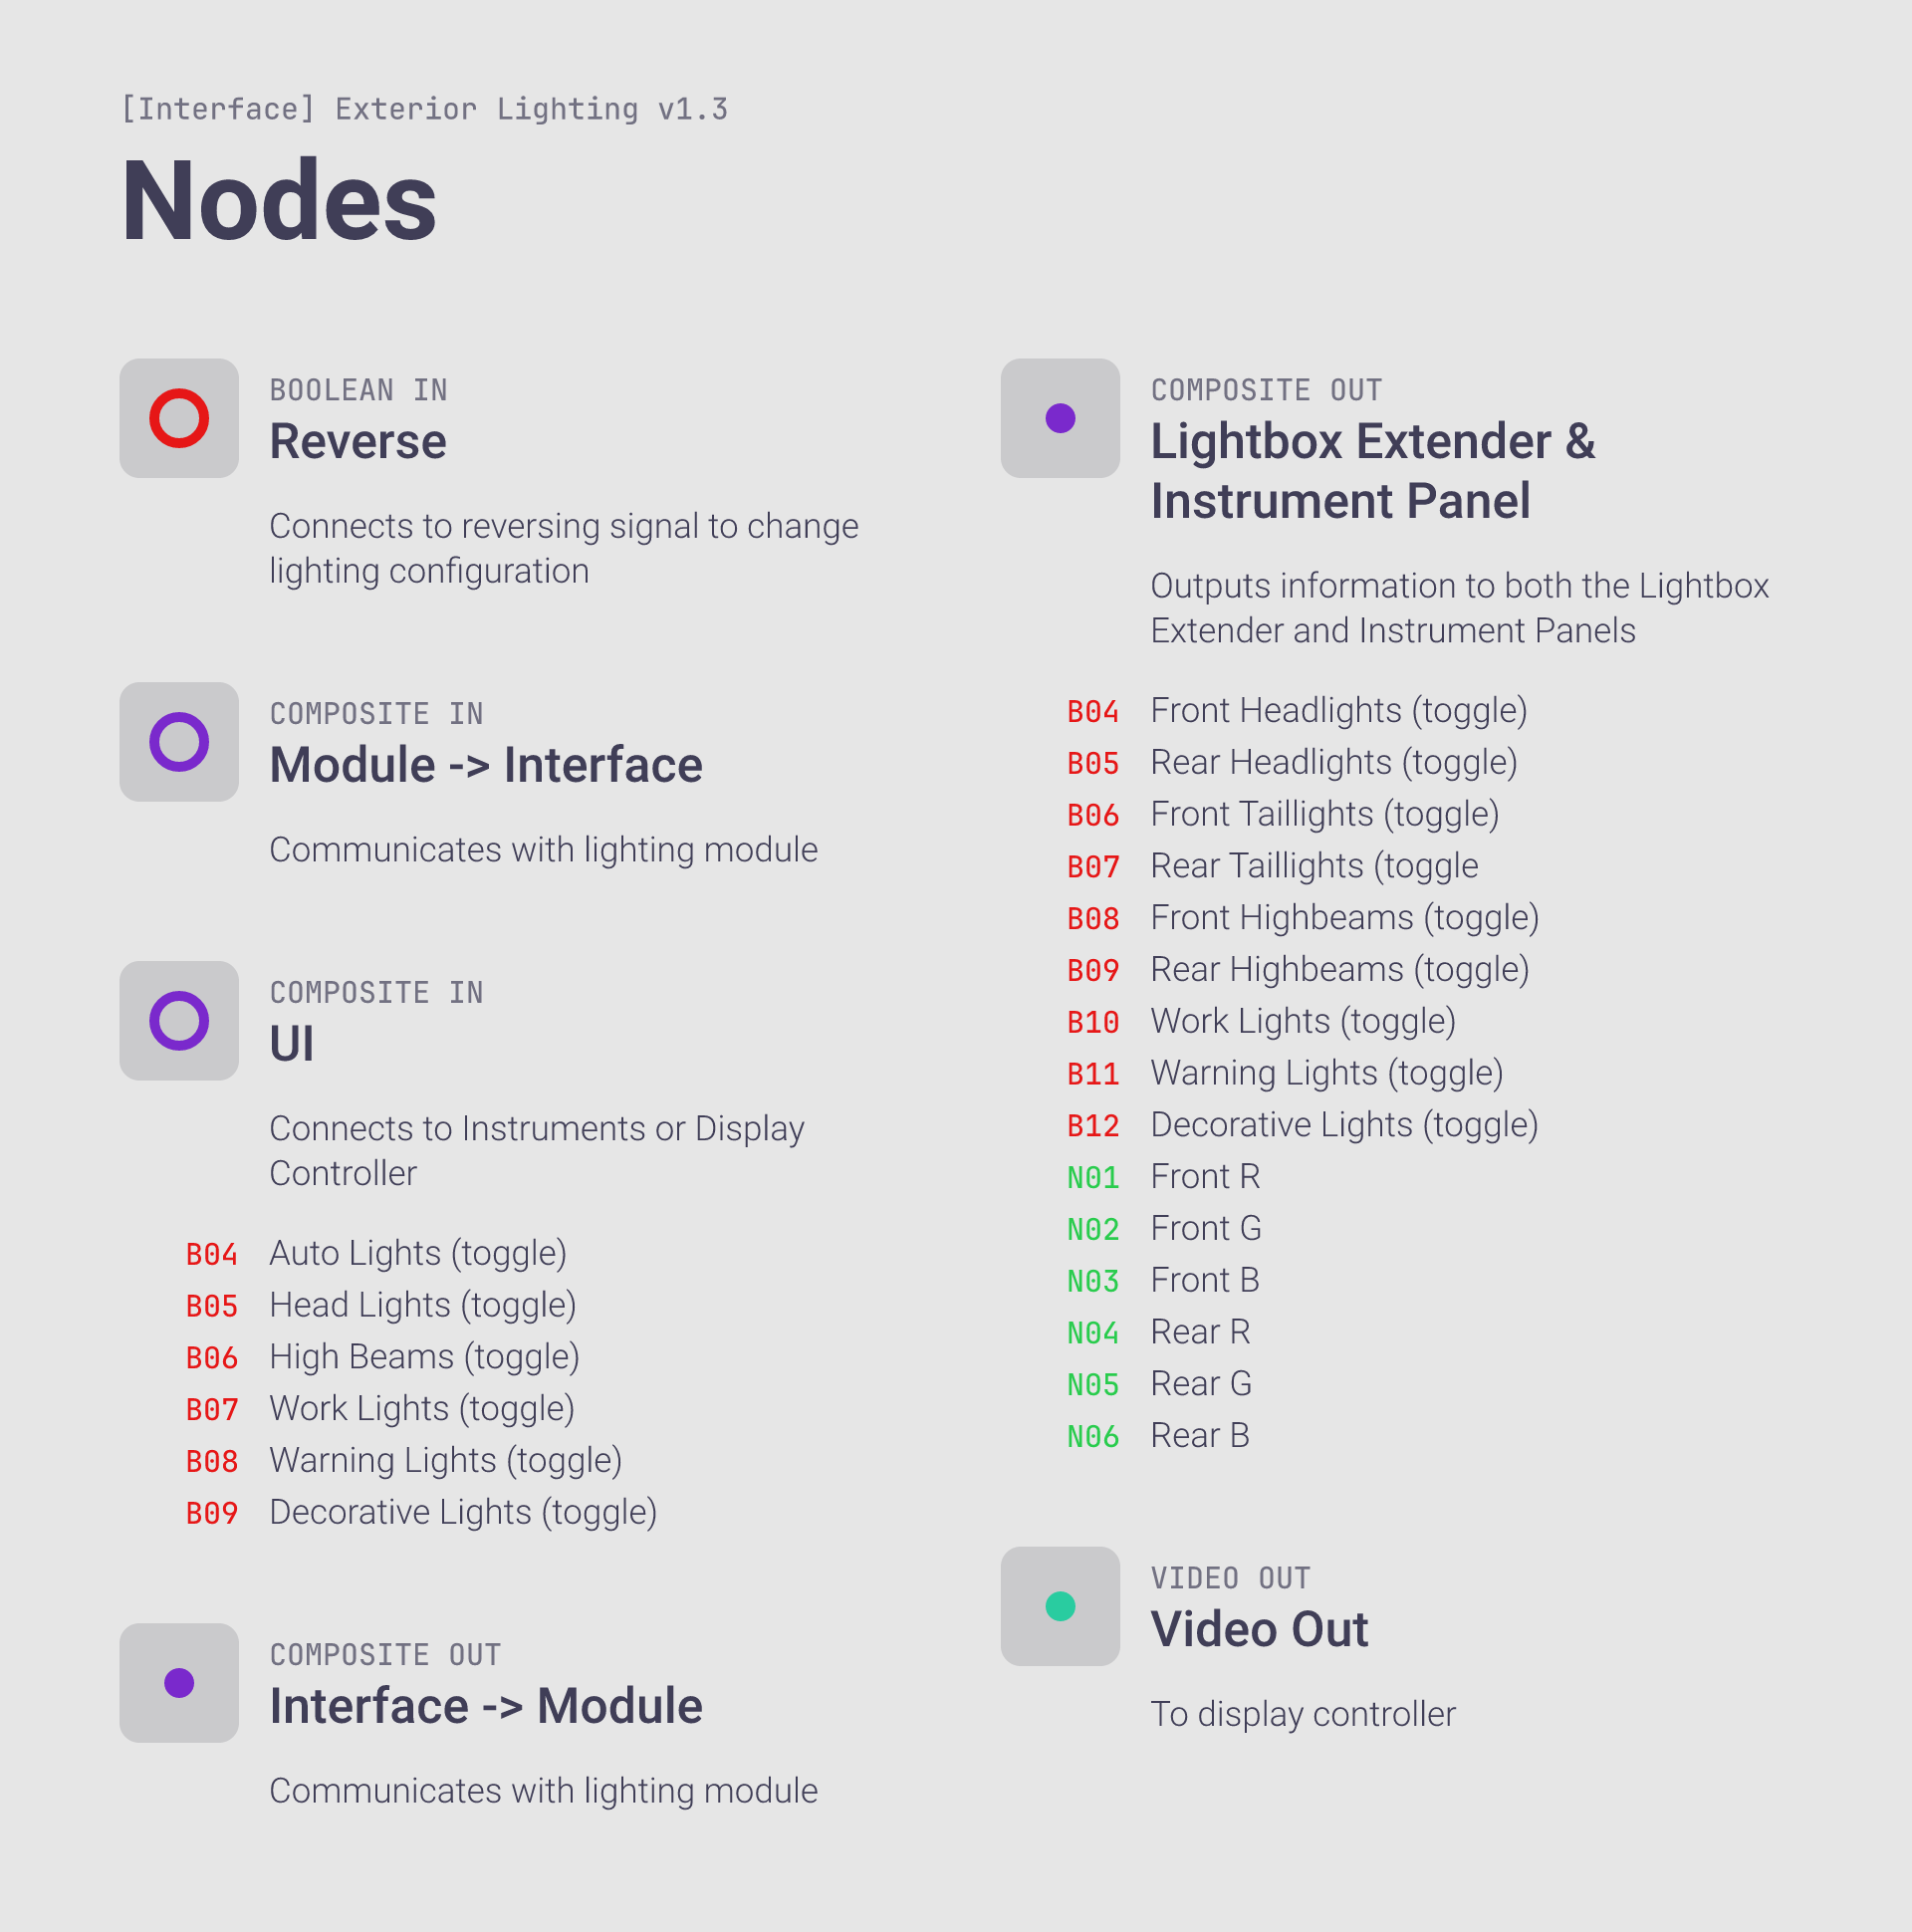 [Interface] Exterior Lighting v1.3
Nodes
BOOLEAN IN
Reverse
Connects to reversing signal to change
lighting configuration
COMPOSITE IN
Module -> Interface
Communicates with lighting module
COMPOSITE IN
UI
Connects to Instruments or Display
Controller
B04 Auto Lights (toggle)
B05 Head Lights (toggle)
B06 High Beams (toggle)
B07 Work Lights (toggle)
B08 Warning Lights (toggle)
B09 Decorative Lights (toggle)
COMPOSITE OUT
Interface -> Module
Communicates with lighting module
COMPOSITE OUT
Lightbox Extender &
Instrument Panel
Outputs information to both the Lightbox
Extender and Instrument Panels
B04 Front Headlights (toggle)
B05 Rear Headlights (toggle)
B06 Front Taillights (toggle)
B07 Rear Taillights (toggle
B08 Front Highbeams (toggle)
B09 Rear Highbeams (toggle)
B10 Work Lights (toggle)
B11 Warning Lights (toggle)
B12 Decorative Lights (toggle)
N01 Front R
N02 Front G
N03 Front B
N04 Rear R
N05 Rear G
N06 Rear B
VIDEO OUT
Video Out
To display controller